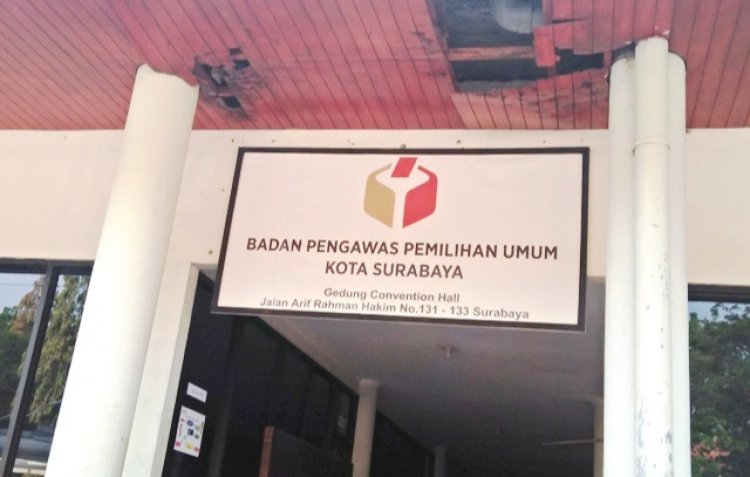 BADAN PENGAWAS PEMILIHAN UMUM
KOTA SURABAYA
Gedung Convention Hall
Jalan Arif Rahman Hakim No.131 - 133 Surabaya